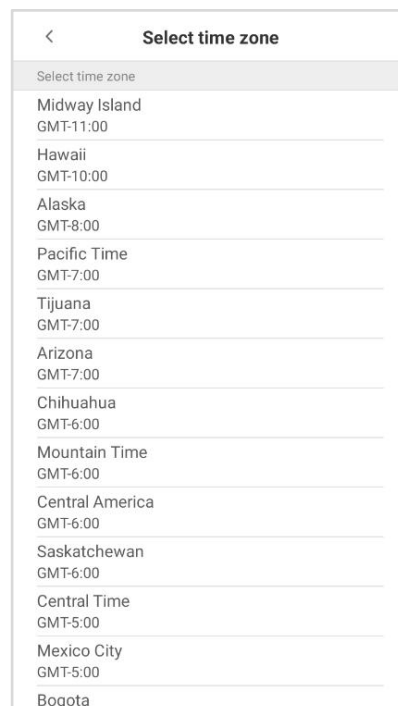 Select time zone
Select time zone
Midway Island
GMT-11:00
Hawaii
GMT-10:00
Alaska
GMT-8:00
Pacific Time
GMT-7:00
Tijuana
GMT-7:00
Arizona
GMT-7:00
Chihuahua
GMT-6:00
Mountain Time
GMT-6:00
Central America
GMT-6:00
Saskatchewan
GMT-6:00
Central Time
GMT-5:00
Mexico City
GMT-5:00
Bogota